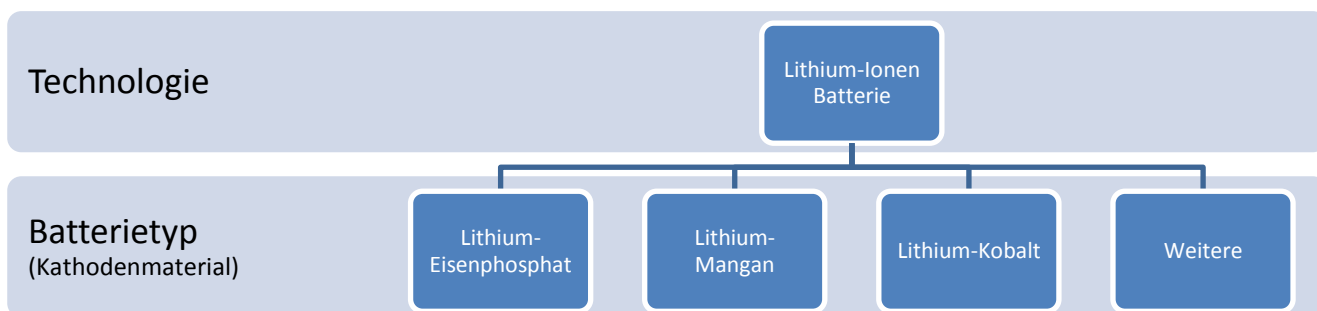 Technologie
Lithium-Ionen
Batterie
Batterietyp
(Kathodenmaterial)
Lithium-
Eisenphosphat
Lithium-
Mangan
Lithium-Kobalt
Weitere